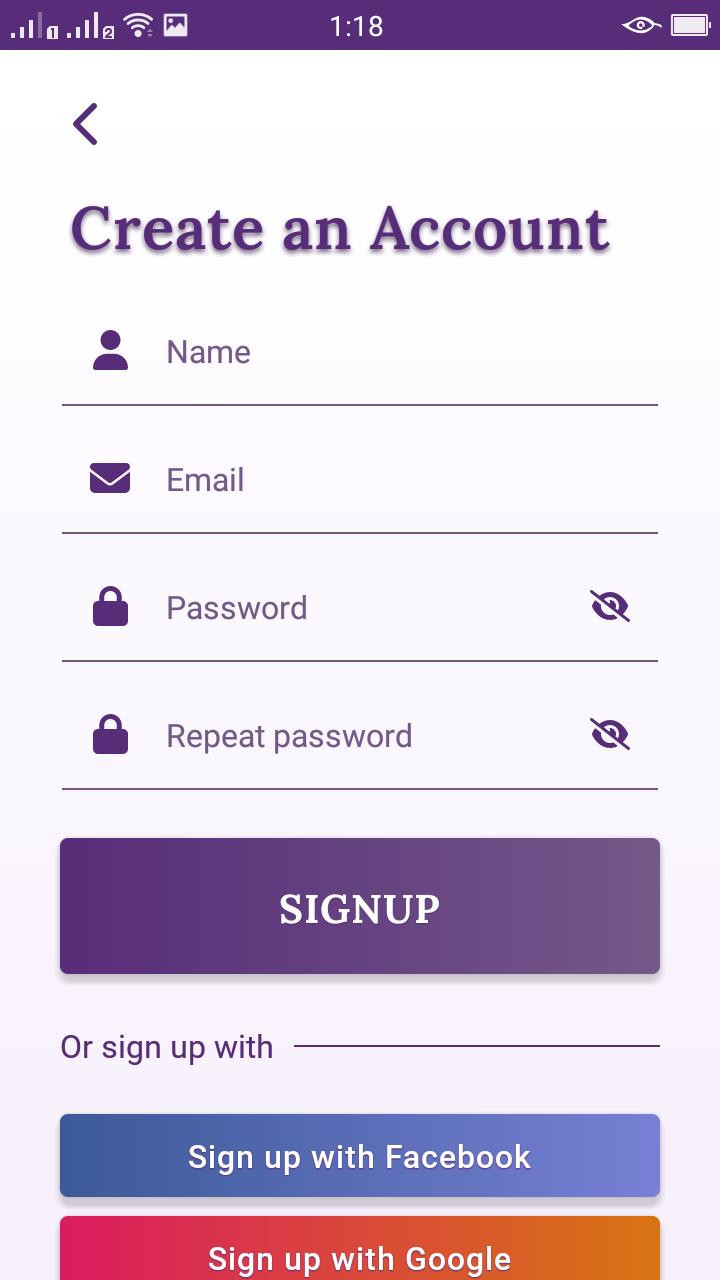 1 2 1:18
Create an Account
Name
Email
Password
Repeat password
SIGNUP
Or sign up with
Sign up with Facebook
Sign up with Google